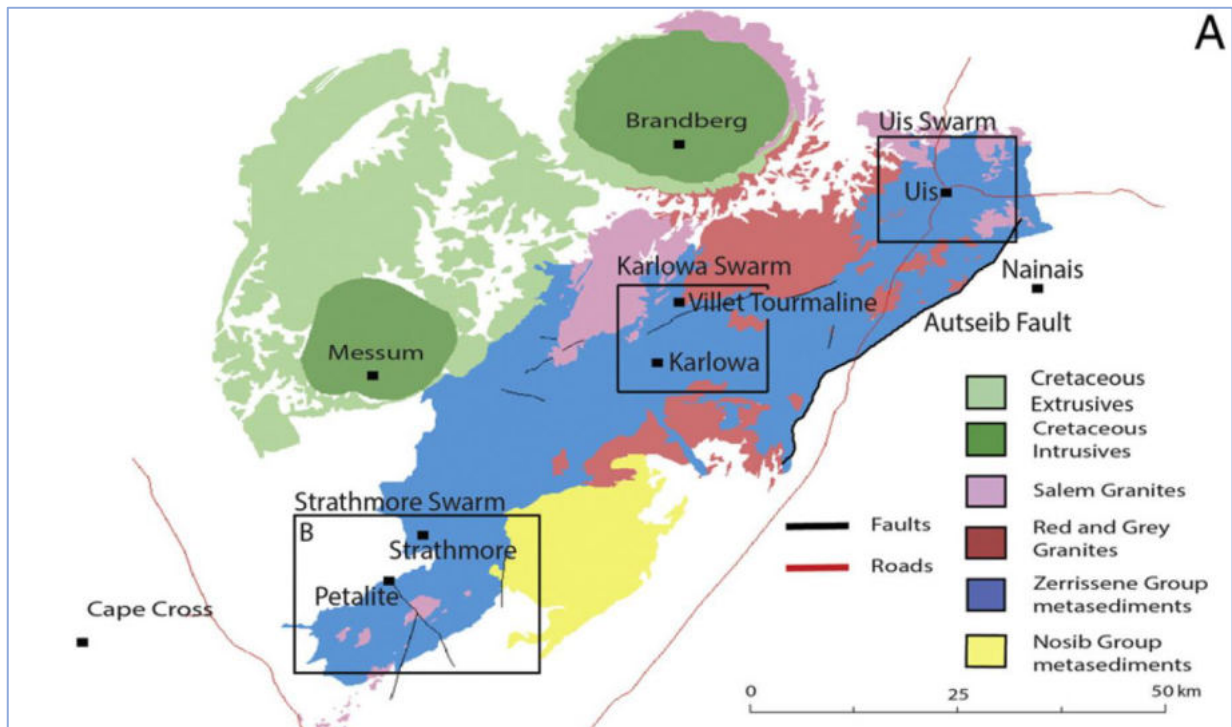 A
Brandberg
Uis Swarm
Uis
Karlowa Swarm
Villet Tourmaline
Nainais
Autseib Fault
Messum
Karlowa
Cretaceous
Extrusives
Cretaceous
Intrusives
Salem Granites
Red and Grey
Granites
Zerrissene Group
metasediments
Nosib Group
metasediments
Faults
Roads
Strathmore Swarm
B
Strathmore
Petalite
Cape Cross
0 25 50 km